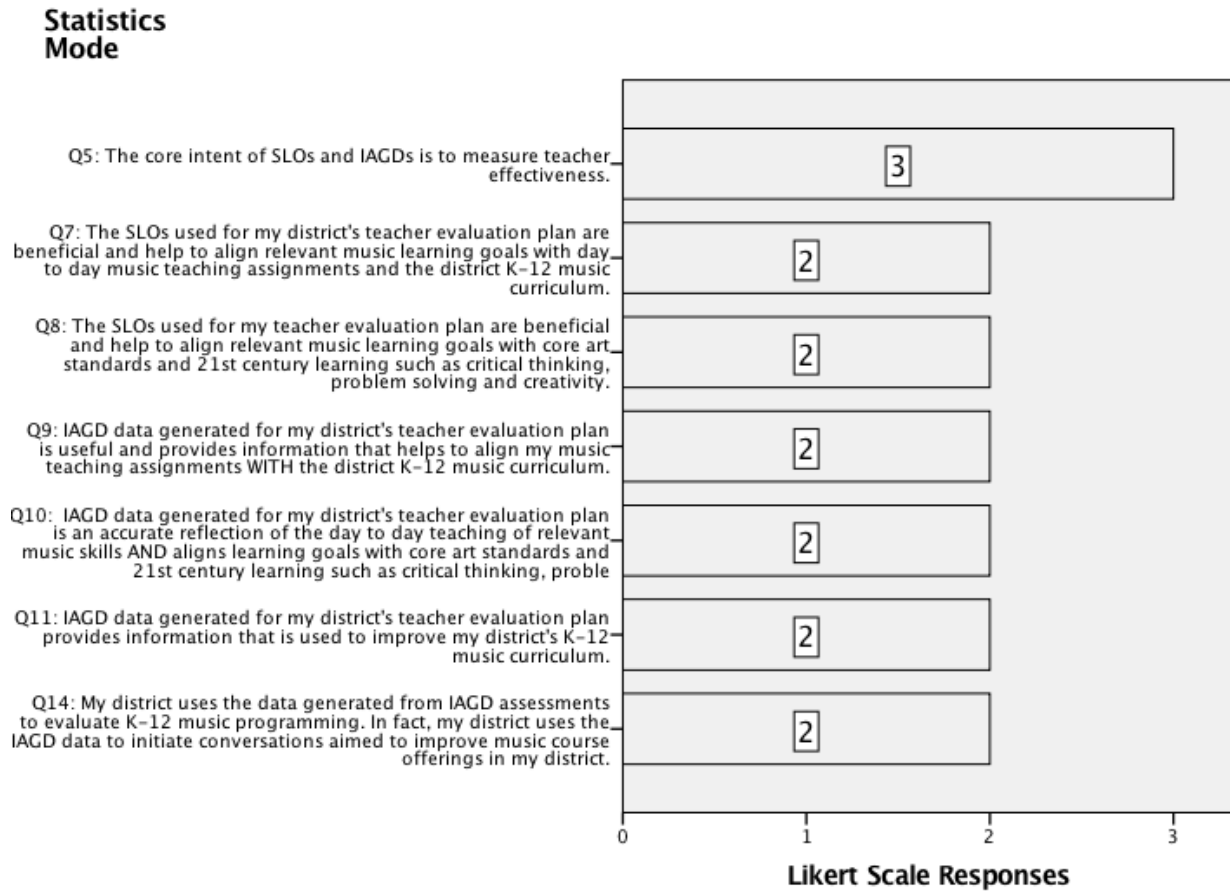 Statistics
Mode
Q5: The core intent of SLOs and IAGDs is to measure teacher
effectiveness.
3
Q7: The SLOs used for my district's teacher evaluation plan are
beneficial and help to align relevant music learning goals with day
to day music teaching assignments and the district K-12 music
curriculum.
2
Q8: The SLOs used for my teacher evaluation plan are beneficial
and help to align relevant music learning goals with core art
standards and 21st century learning such as critical thinking,
problem solving and creativity.
2
Q9: IAGD data generated for my district's teacher evaluation plan
is useful and provides information that helps to align my music
teaching assignments WITH the district K-12 music curriculum.
2
Q10:  IAGD data generated for my district's teacher evaluation plan
is an accurate reflection of the day to day teaching of relevant
music skills AND aligns learning goals with core art standards and
21st century learning such as critical thinking, proble
2
Q11: IAGD data generated for my district's teacher evaluation plan
provides information that is used to improve my district's K-12
music curriculum.
2
Q14: My district uses the data generated from IAGD assessments
to evaluate K-12 music programming. In fact, my district uses the
IAGD data to initiate conversations aimed to improve music course
offerings in my district.
2
0 1 2 3
Likert Scale Responses